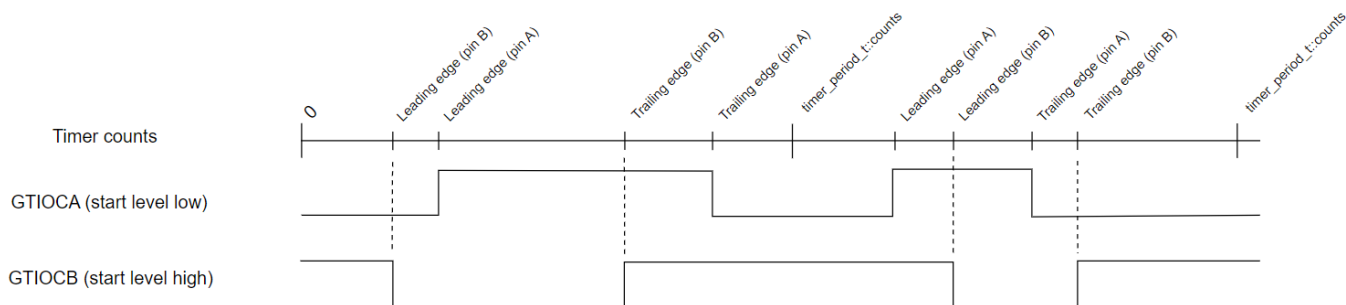 0
Leading edge (pin B)
Leading edge (pin A)
Trailing edge (pin B)
Trailing edge (pin A)
timer_period_t::counts
Leading edge (pin A)
Leading edge (pin B)
Trailing edge (pin A)
Trailing edge (pin B)
timer_period_t::counts
Timer counts
GTIOCA (start level low)
GTIOCB (start level high)